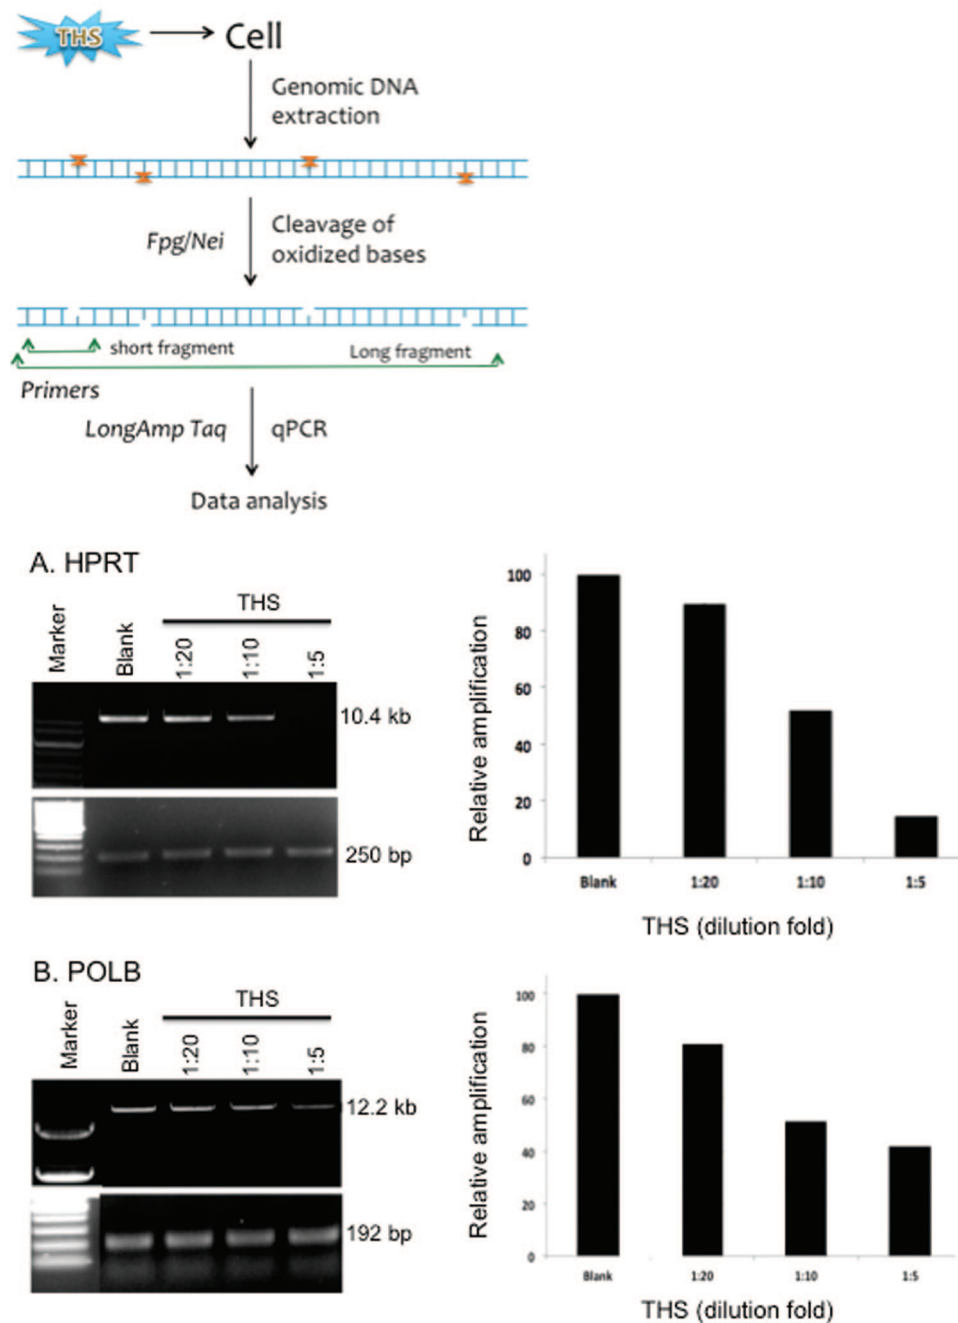 THS
Cell
Genomic DNA
extraction
Fpg/Nei
Cleavage of
oxidized bases
short fragment
Long fragment
Primers
LongAmp Taq
qPCR
Data analysis
A. HPRT
THS
Marker
Blank
1:20
1:10
1:5
10.4 kb
250 bp
Relative amplification
100
80
60
40
20
0
Blank
1:20
1:10
1:5
THS (dilution fold)
B. POLB
THS
Marker
Blank
1:20
1:10
1:5
12.2 kb
192 bp
Relative amplification
100
80
60
40
20
0
Blank
1:20
1:10
1:5
THS (dilution fold)